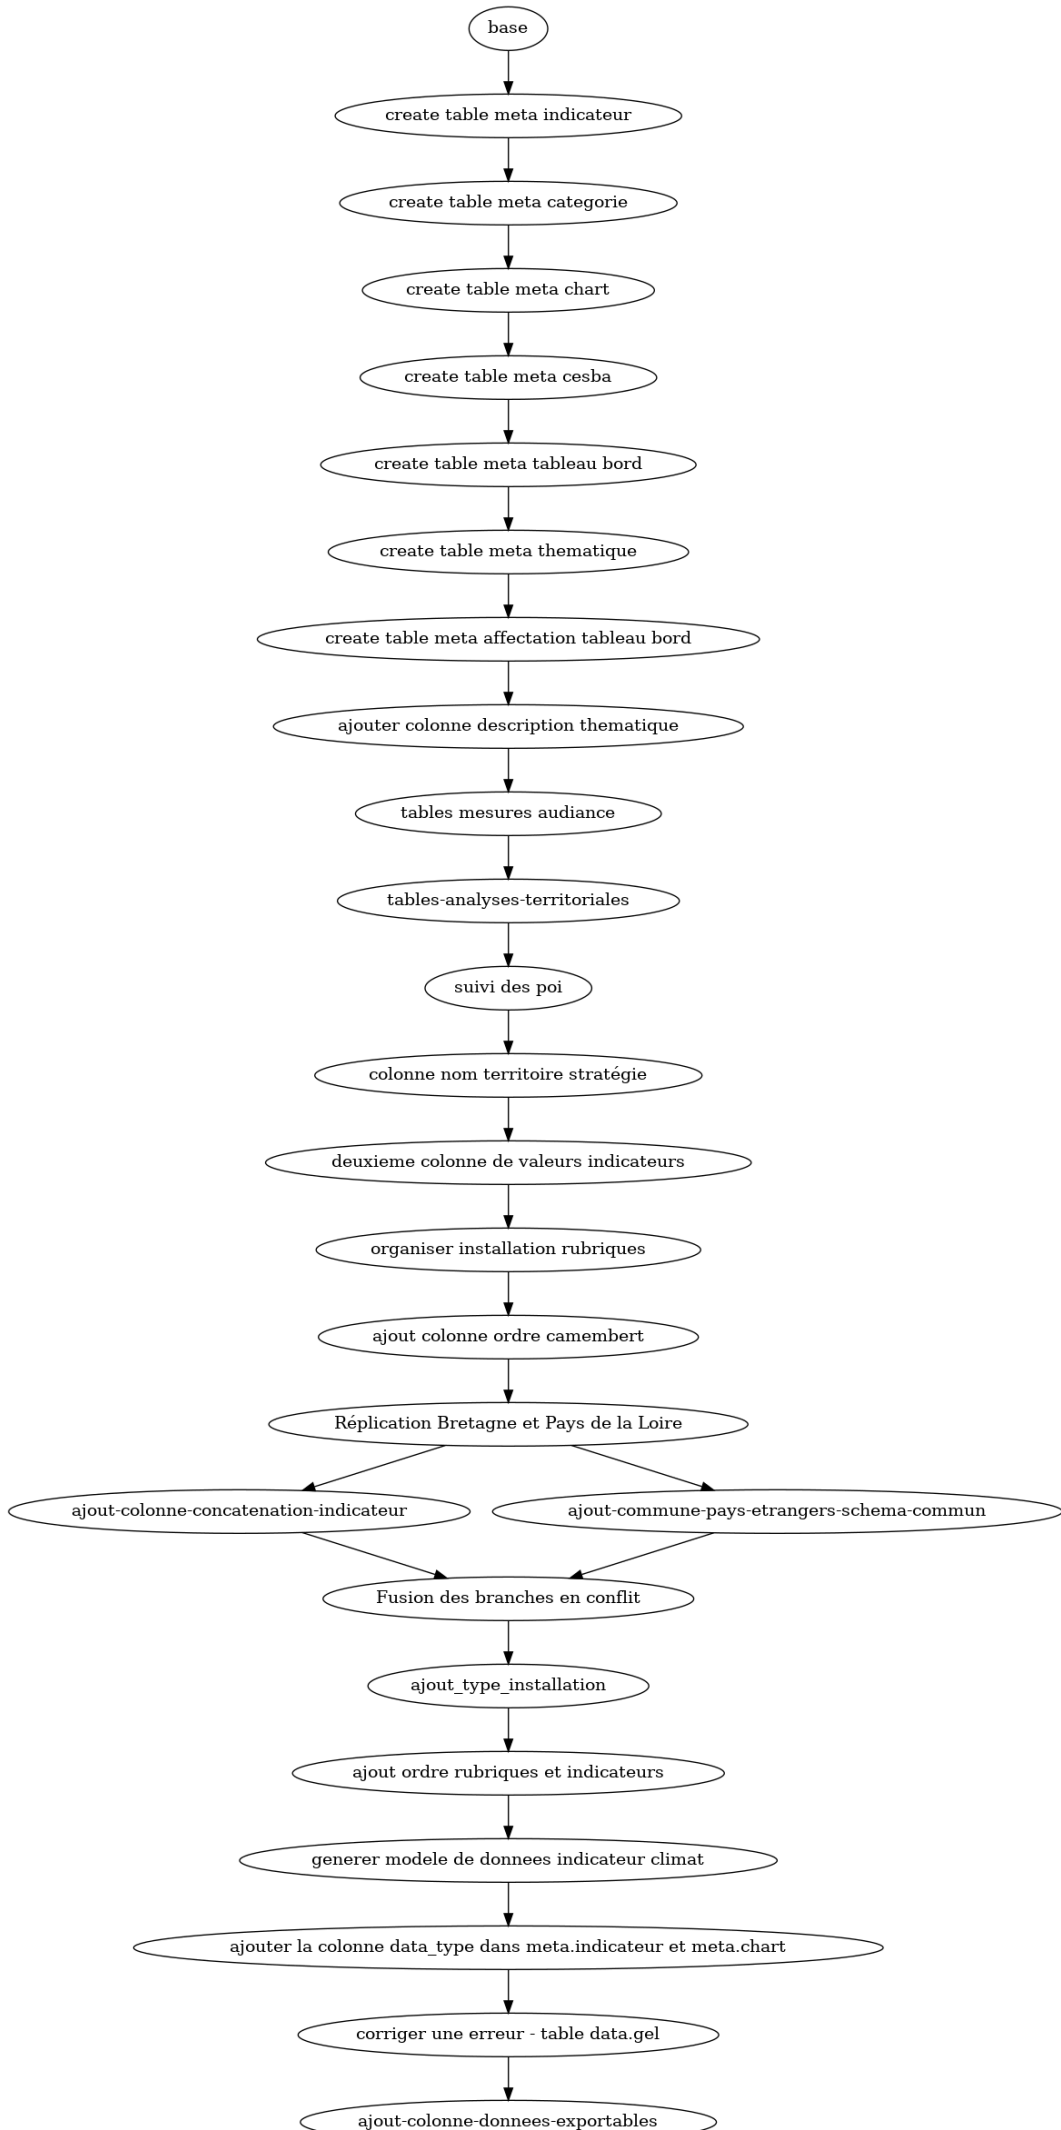 base
create table meta indicateur
create table meta categorie
create table meta chart
create table meta cesba
create table meta tableau bord
create table meta thematique
create table meta affectation tableau bord
ajouter colonne description thematique
tables mesures audiance
tables-analyses-territoriales
suivi des poi
colonne nom territoire stratégie
deuxieme colonne de valeurs indicateurs
organiser installation rubriques
ajout colonne ordre camembert
Réplication Bretagne et Pays de la Loire
ajout-colonne-concatenation-indicateur
ajout-commune-pays-etrangers-schema-commun
Fusion des branches en conflit
ajout_type_installation
ajout ordre rubriques et indicateurs
generer modele de donnees indicateur climat
ajouter la colonne data_type dans meta.indicateur et meta.chart
corriger une erreur - table data.gel
ajout-colonne-donnees-exportables